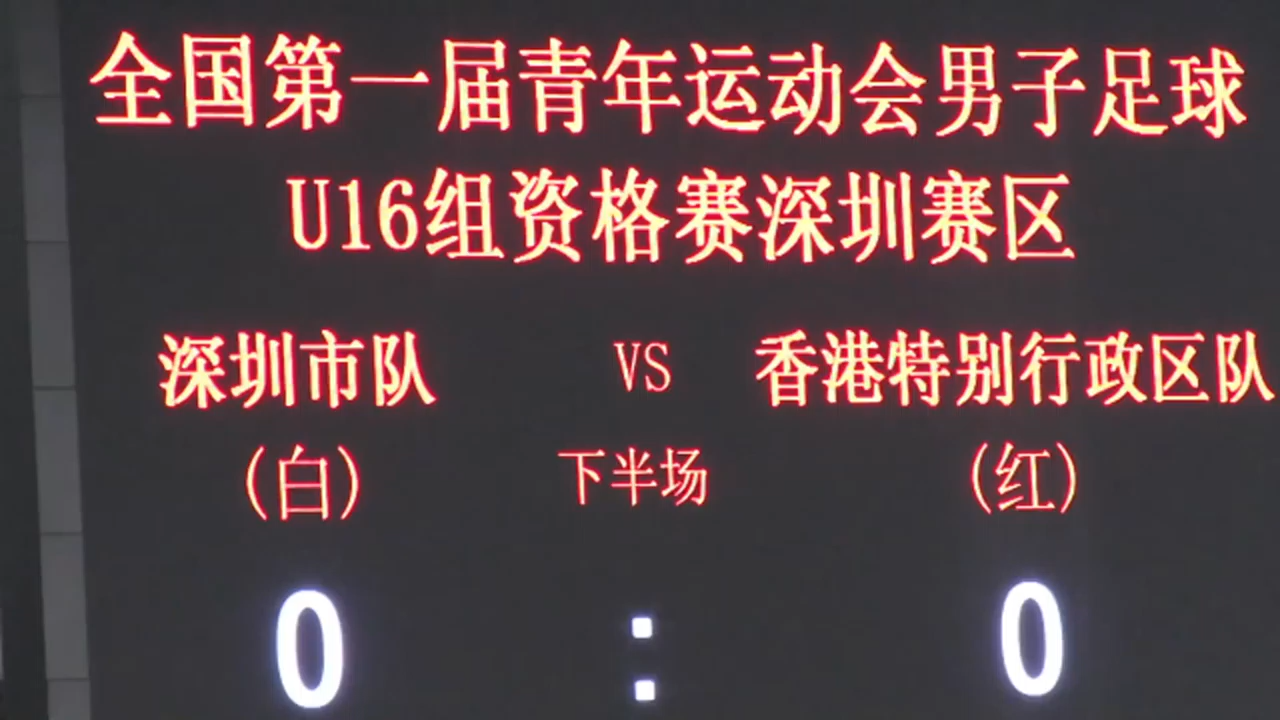 全国第一届青年运动会男子足球
U16组资格赛深圳赛区
深圳市队 VS 香港特别行政区队
(白) 下半场 (红)
0 : 0